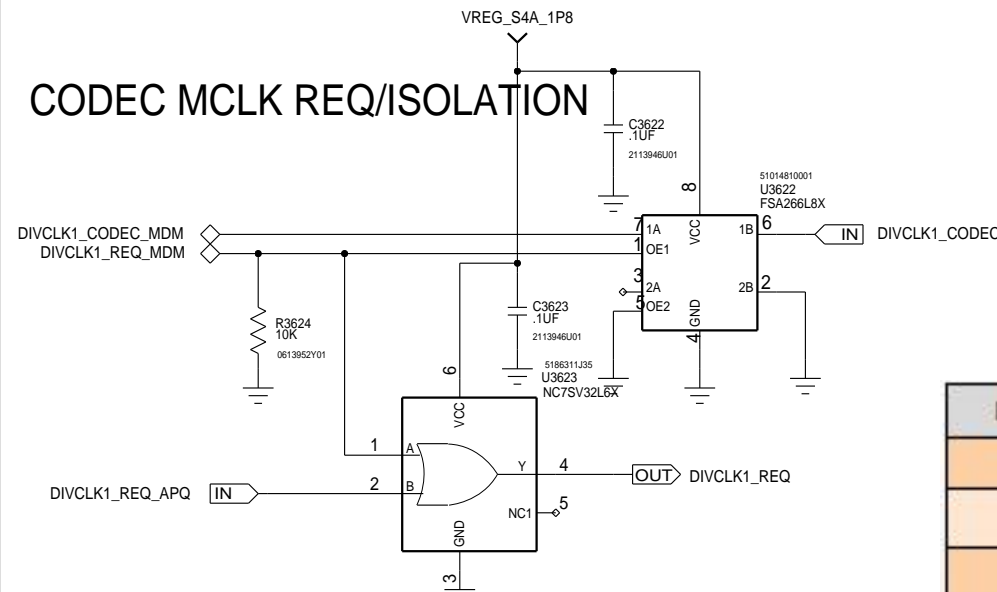 VREG_S4A_1P8
CODEC MCLK REQ/ISOLATION
C3622
.1UF
2113946U01
51014810001
U3622
FSA266L8X
8
VCC
DIVCLK1_CODEC_MDM
7
1A
1B
6
IN
DIVCLK1_CODEC
DIVCLK1_REQ_MDM
1
OE1
3
2A
2B
2
5
OE2
GND
4
R3624
10K
0613952Y01
C3623
.1UF
2113946U01
5186311J35
U3623
NC7SV32L6X
6
VCC
1
A
DIVCLK1_REQ_APQ
IN
2
B
Y
4
OUT
DIVCLK1_REQ
NC1
5
GND
3